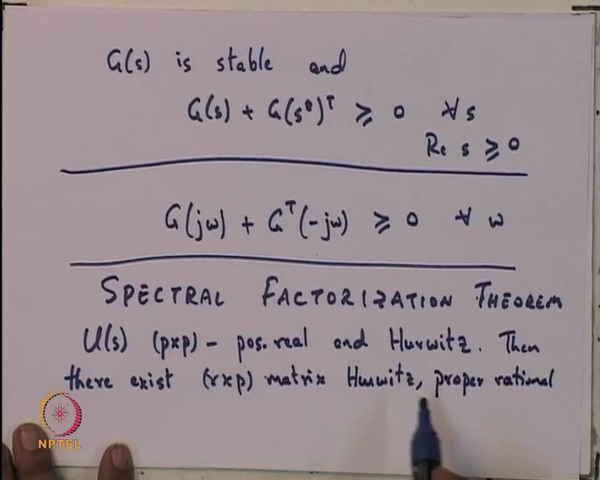 G(s) is stable and
G(s) + G(s*)ᵀ ≥ 0 ∀s
Re s ≥ 0
G(jω) + Gᵀ(-jω) ≥ 0 ∀ ω
SPECTRAL FACTORIZATION THEOREM
U(s) (p×p) - pos. real and Hurwitz. Then
there exist (r×p) matrix Hurwitz, proper rational
NPTEL